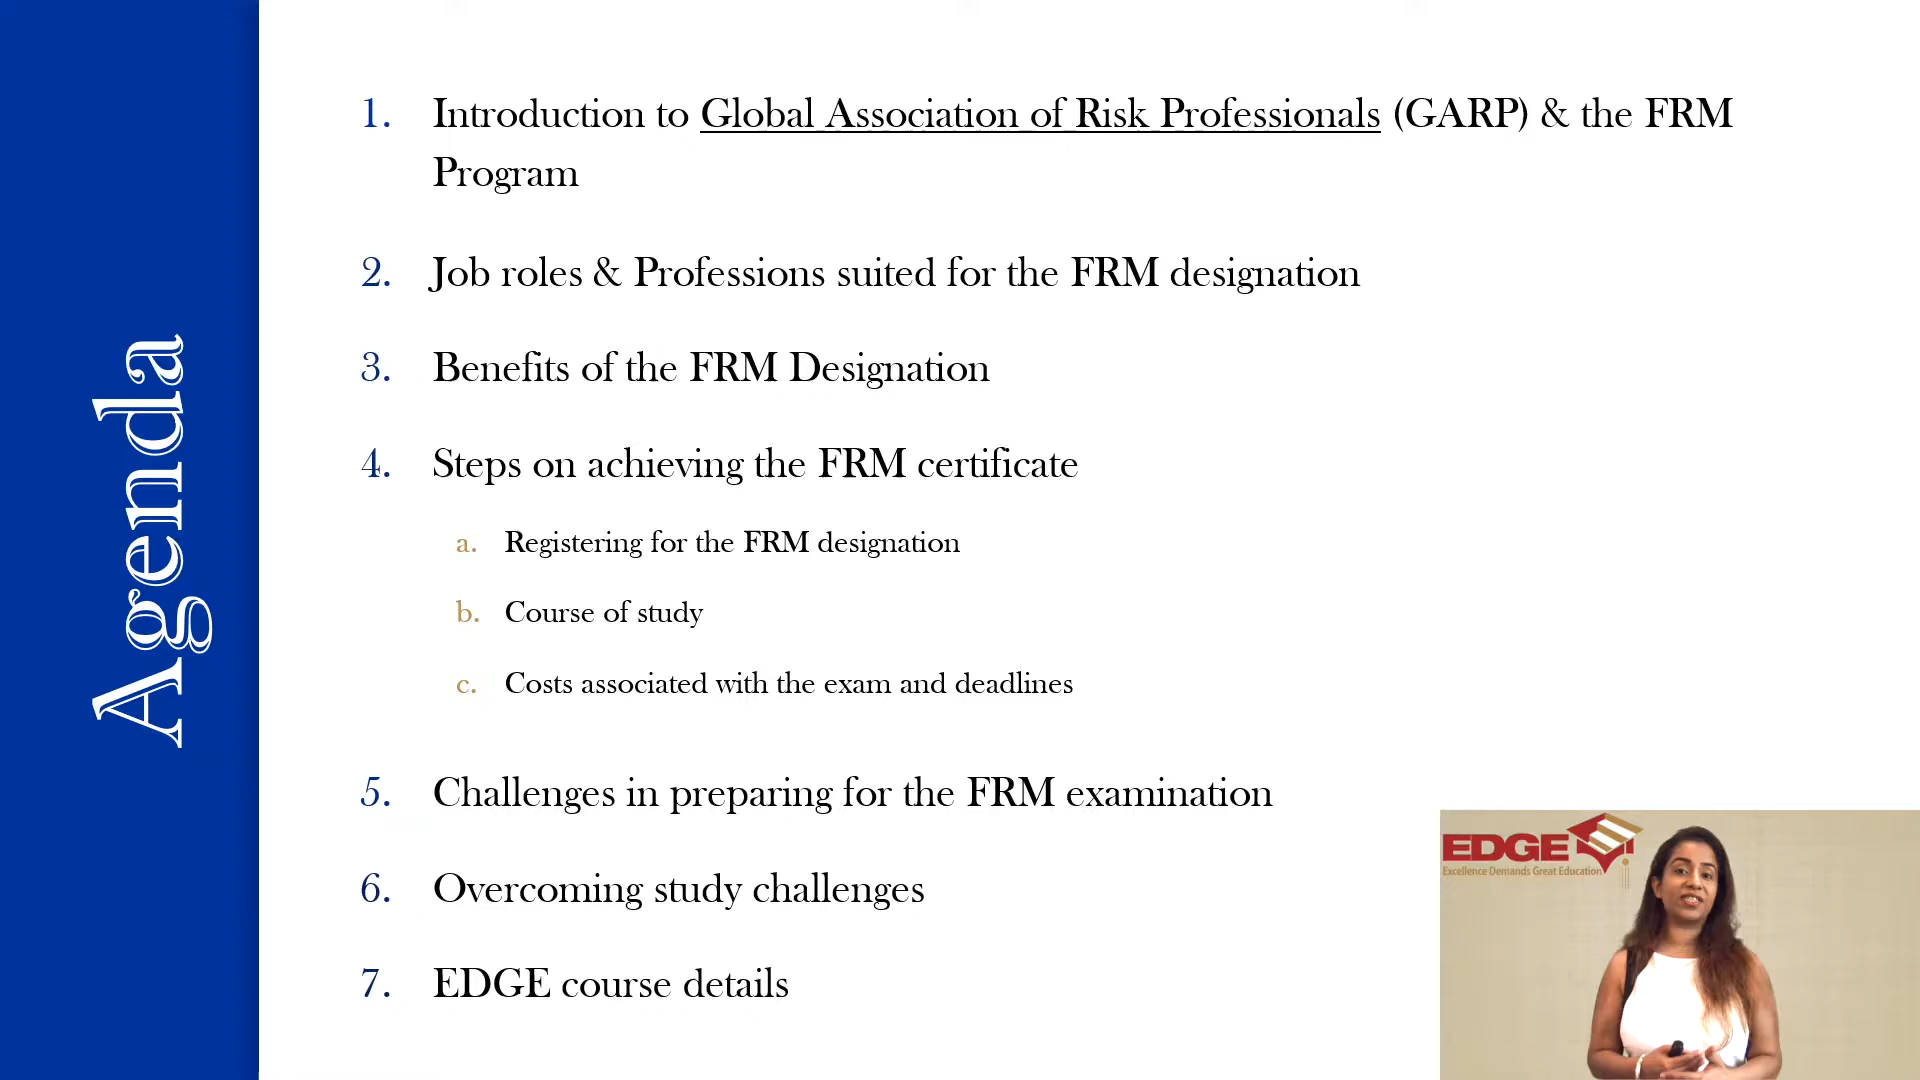 Agenda
1. Introduction to Global Association of Risk Professionals (GARP) & the FRM
Program
2. Job roles & Professions suited for the FRM designation
3. Benefits of the FRM Designation
4. Steps on achieving the FRM certificate
a. Registering for the FRM designation
b. Course of study
c. Costs associated with the exam and deadlines
5. Challenges in preparing for the FRM examination
6. Overcoming study challenges
7. EDGE course details
EDGE
Excellence Demands Great Education